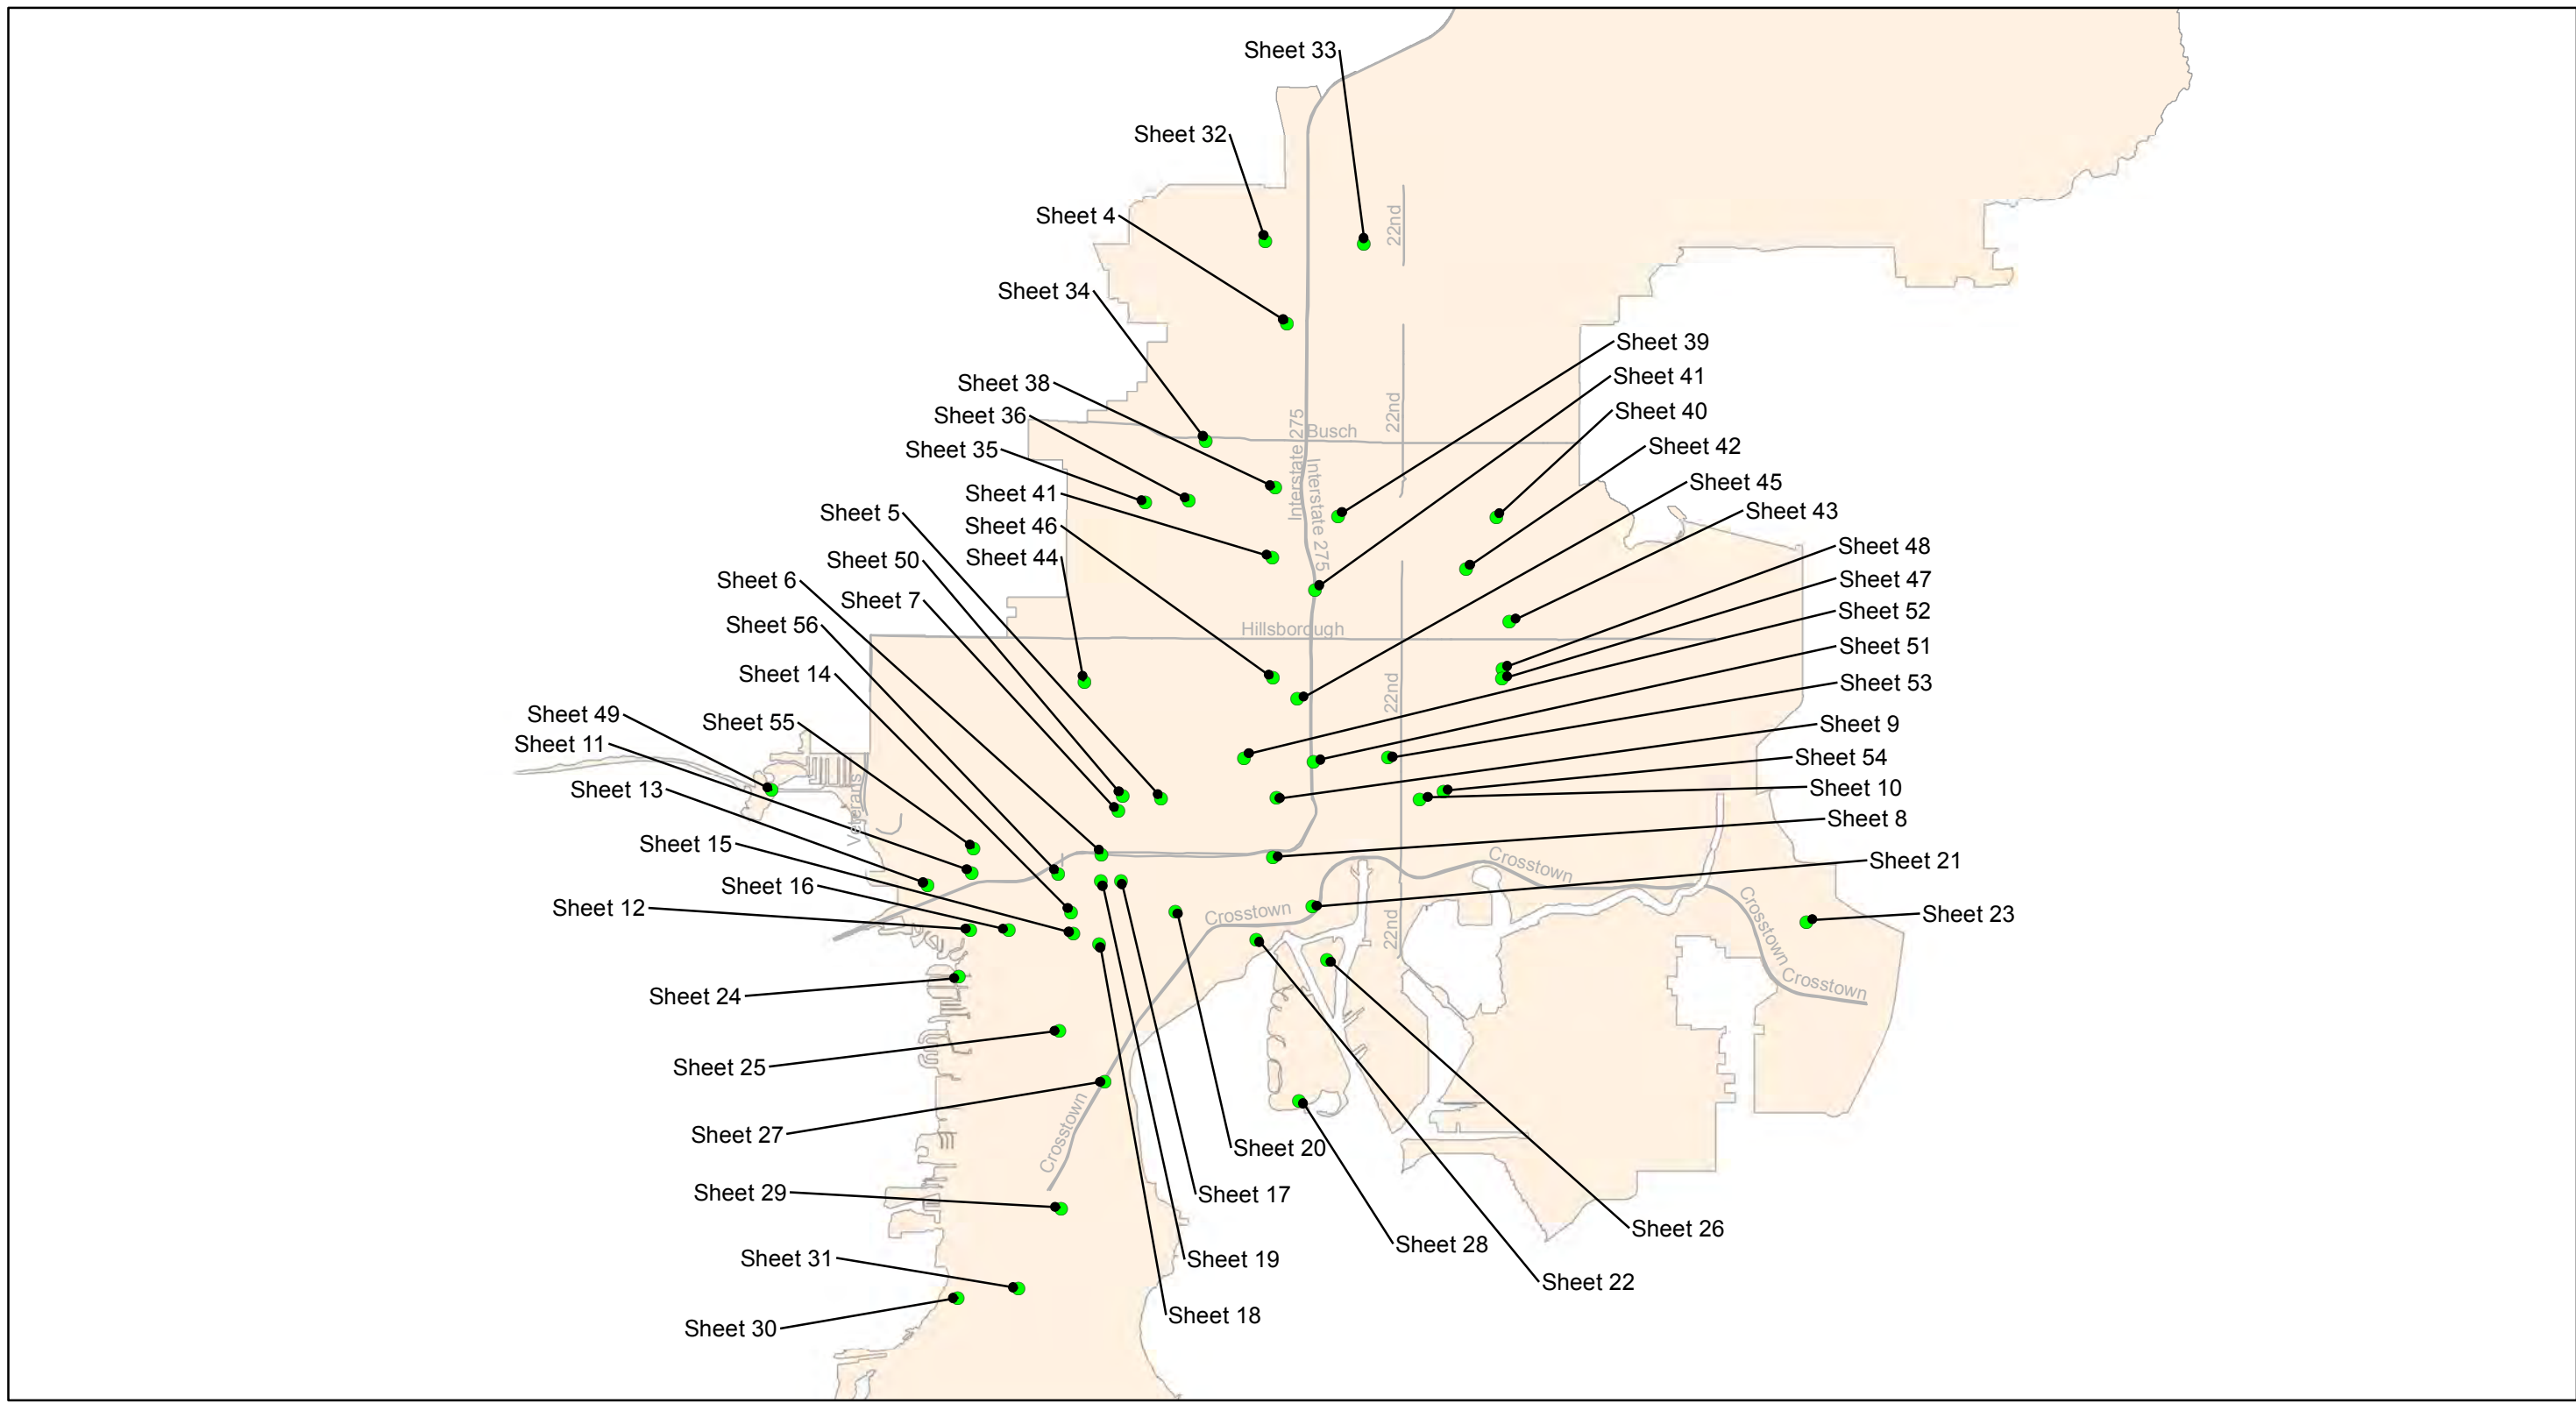 Sheet 33
Sheet 32
Sheet 4
22nd
Sheet 34
Sheet 39
Sheet 38
Sheet 41
Sheet 36
Sheet 40
22nd
Interstate 275
Busch
Sheet 35
Sheet 42
Sheet 41
Interstate 275
Sheet 45
Sheet 5
Sheet 46
Sheet 43
Sheet 50
Sheet 44
Sheet 48
Sheet 6
Sheet 7
Sheet 47
Sheet 56
Hillsborough
Sheet 52
Sheet 14
Sheet 51
22nd
Sheet 53
Sheet 49
Sheet 55
Sheet 9
Sheet 11
Sheet 54
Sheet 13
Sheet 10
Veterans
Sheet 8
Sheet 15
Crosstown
Sheet 21
Sheet 16
Sheet 12
Crosstown
22nd
Crosstown
Sheet 23
Crosstown
Sheet 24
Sheet 25
Sheet 27
Crosstown
Sheet 20
Sheet 29
Sheet 17
Sheet 26
Sheet 28
Sheet 31
Sheet 19
Sheet 22
Sheet 18
Sheet 30